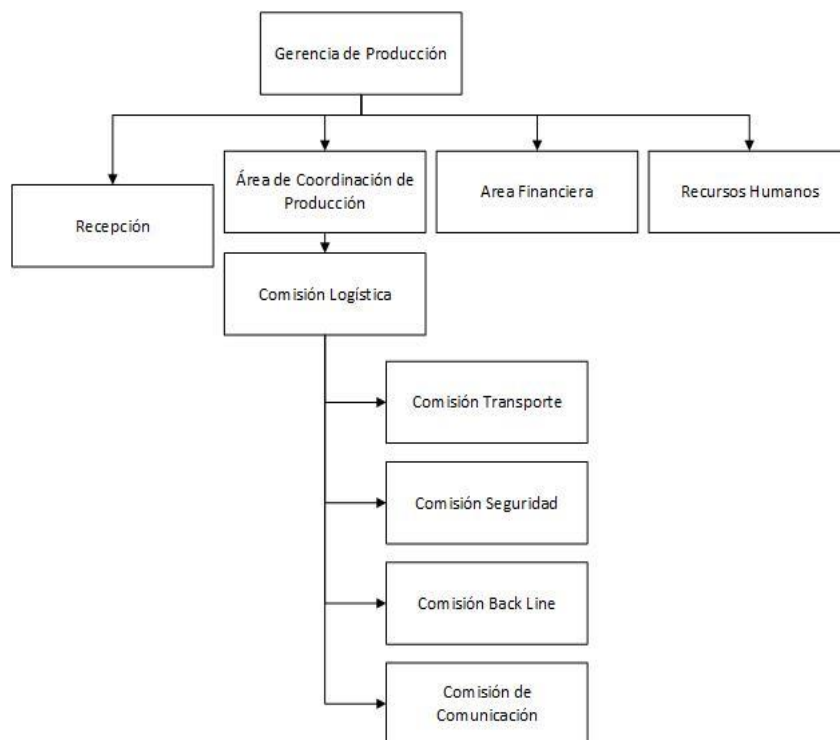 Gerencia de Producción
Recepción
Área de Coordinación de
Producción
Area Financiera
Recursos Humanos
Comisión Logística
Comisión Transporte
Comisión Seguridad
Comisión Back Line
Comisión de
Comunicación